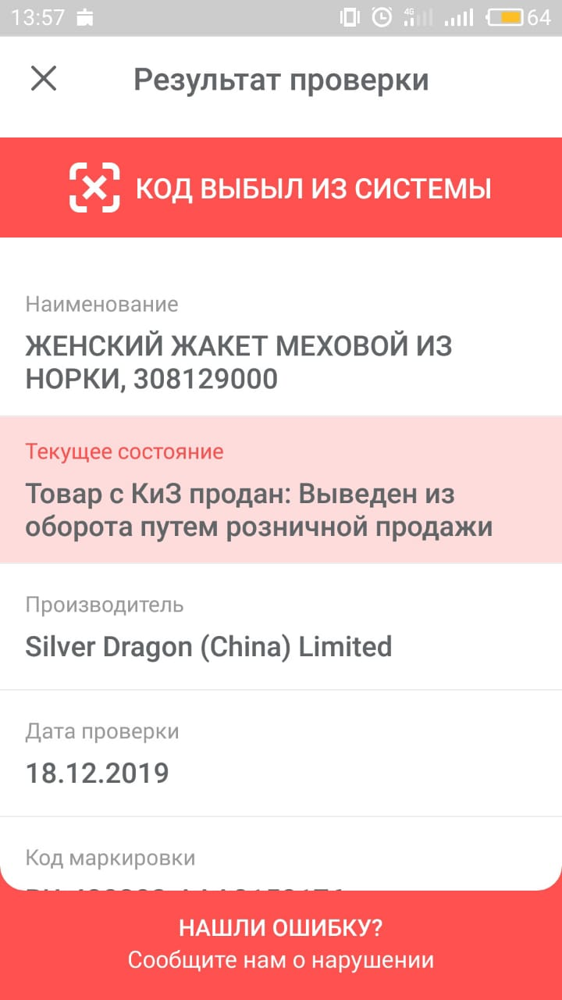 13:57
4G
64
Результат проверки
КОД ВЫБЫЛ ИЗ СИСТЕМЫ
Наименование
ЖЕНСКИЙ ЖАКЕТ МЕХОВОЙ ИЗ
НОРКИ, 308129000
Текущее состояние
Товар с КиЗ продан: Выведен из
оборота путем розничной продажи
Производитель
Silver Dragon (China) Limited
Дата проверки
18.12.2019
Код маркировки
НАШЛИ ОШИБКУ?
Сообщите нам о нарушении